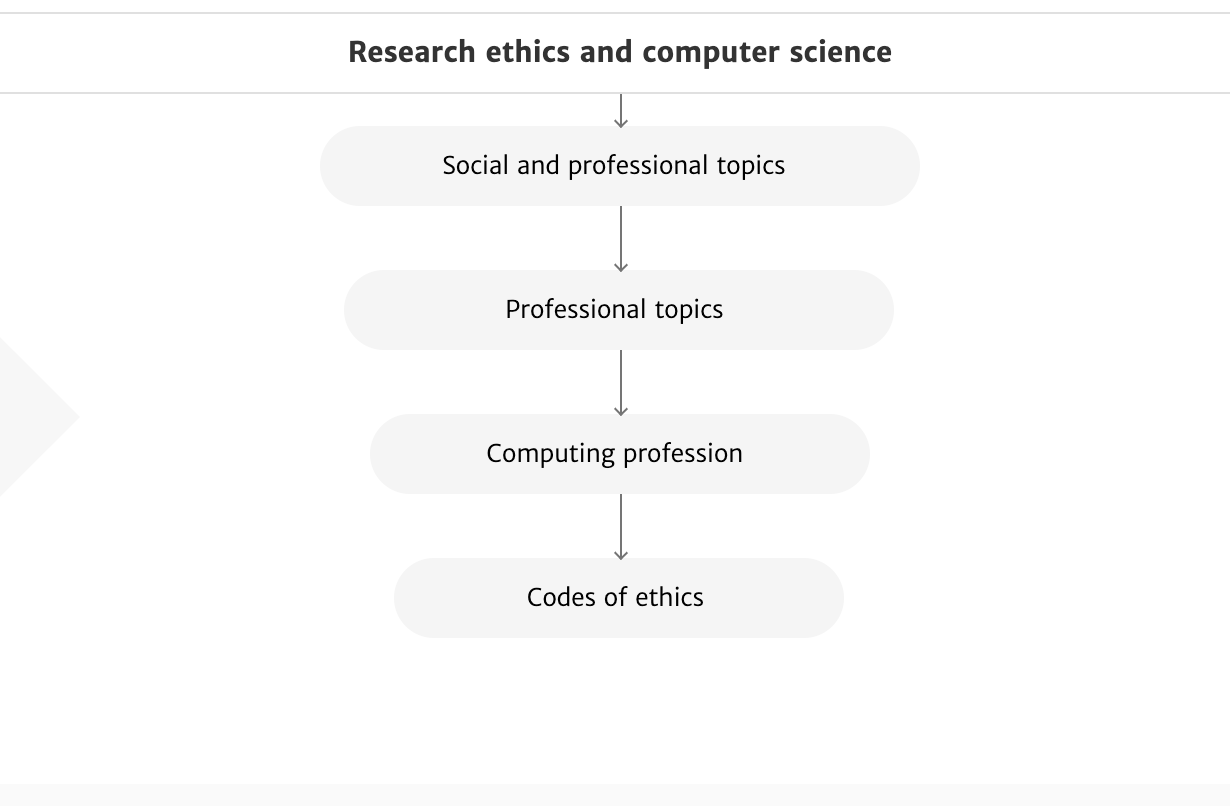 Research ethics and computer science
Social and professional topics
Professional topics
Computing profession
Codes of ethics